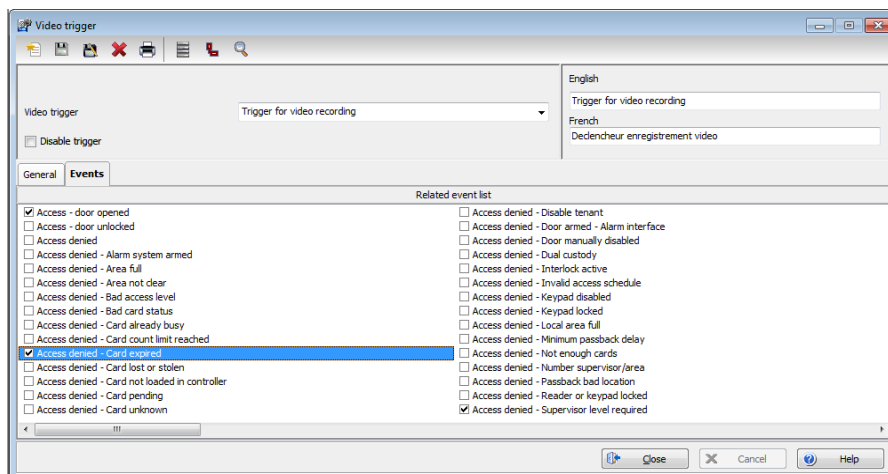 Video trigger
English
Video trigger
Trigger for video recording
Trigger for video recording
French
Disable trigger
Declencheur enregistrement video
General
Events
Related event list
Access - door opened
Access - door unlocked
Access denied
Access denied - Alarm system armed
Access denied - Area full
Access denied - Area not clear
Access denied - Bad access level
Access denied - Bad card status
Access denied - Card already busy
Access denied - Card count limit reached
Access denied - Card expired
Access denied - Card lost or stolen
Access denied - Card not loaded in controller
Access denied - Card pending
Access denied - Card unknown
Access denied - Disable tenant
Access denied - Door armed - Alarm interface
Access denied - Door manually disabled
Access denied - Dual custody
Access denied - Interlock active
Access denied - Invalid access schedule
Access denied - Keypad disabled
Access denied - Keypad locked
Access denied - Local area full
Access denied - Minimum passback delay
Access denied - Not enough cards
Access denied - Number supervisor/area
Access denied - Passback bad location
Access denied - Reader or keypad locked
Access denied - Supervisor level required
Close
Cancel
Help